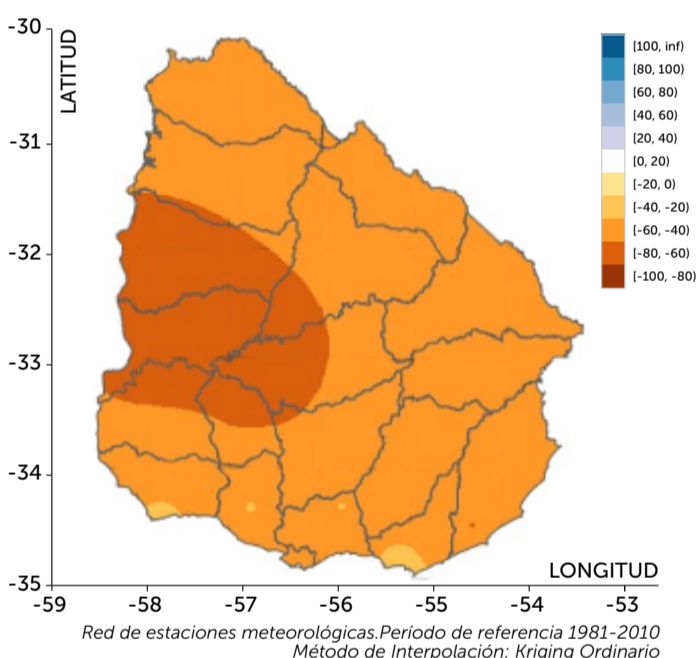 -30
LATITUD
-31
-32
-33
-34
-35
[100, inf)
[80, 100)
[60, 80)
[40, 60)
[20, 40)
[0, 20)
[-20, 0)
[-40, -20)
[-60, -40)
[-80, -60)
[-100, -80)
LONGITUD
-59 -58 -57 -56 -55 -54 -53
Red de estaciones meteorológicas.Período de referencia 1981-2010
Método de Interpolación: Kriging Ordinario